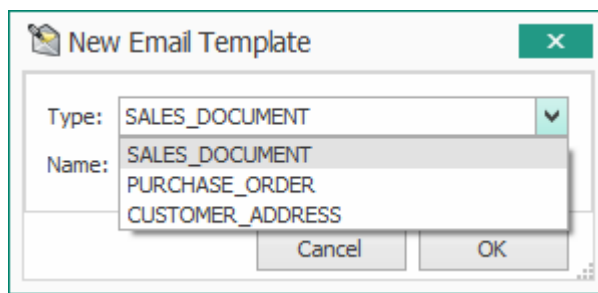 New Email Template
Type: SALES_DOCUMENT
SALES_DOCUMENT
Name:
PURCHASE_ORDER
CUSTOMER_ADDRESS
Cancel OK